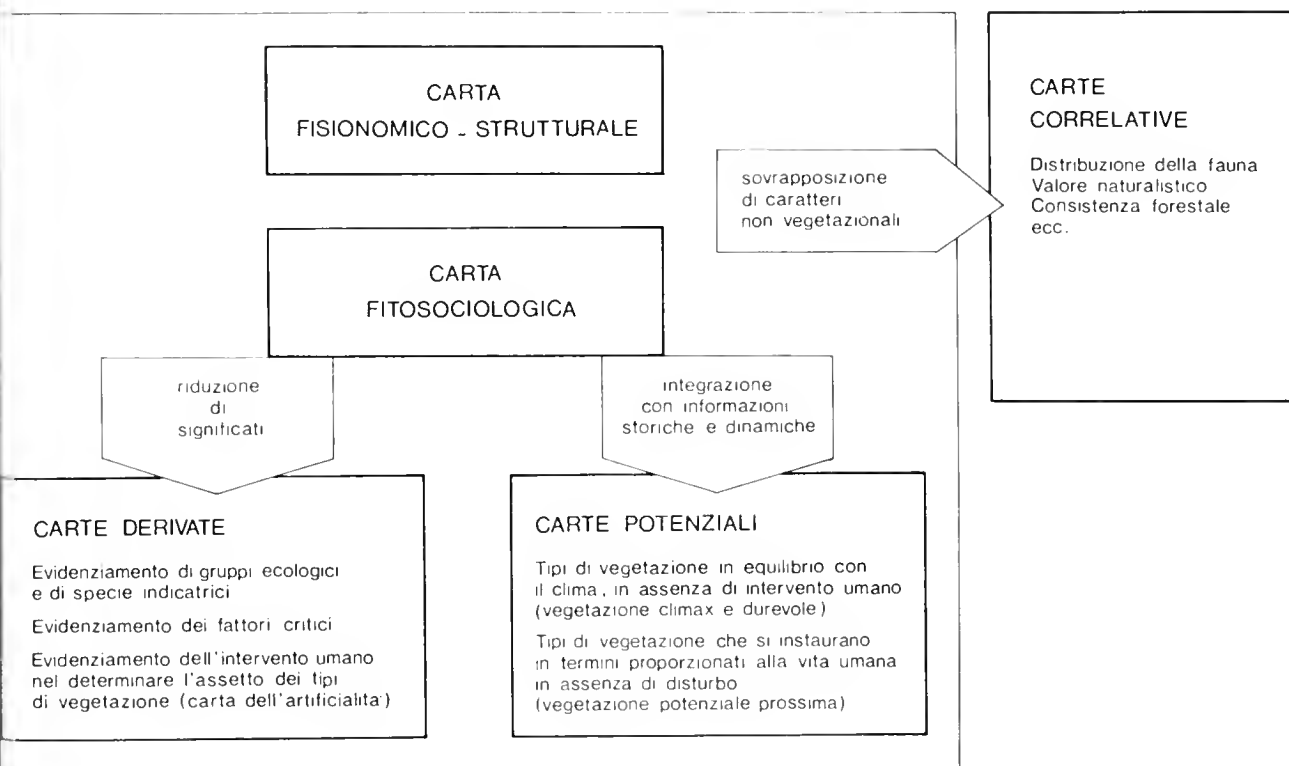 CARTA
FISIONOMICO - STRUTTURALE
CARTA
FITOSOCIOLOGICA
sovrapposizione
di caratteri
non vegetazionali
CARTE
CORRELATIVE
Distribuzione della fauna
Valore naturalistico
Consistenza forestale
ecc.
riduzione
di
significati
integrazione
con informazioni
storiche e dinamiche
CARTE DERIVATE
Evidenziamento di gruppi ecologici
e di specie indicatrici
Evidenziamento dei fattori critici
Evidenziamento dell'intervento umano
nel determinare l'assetto dei tipi
di vegetazione (carta dell'artificialita')
CARTE POTENZIALI
Tipi di vegetazione in equilibrio con
il clima, in assenza di intervento umano
(vegetazione climax e durevole)
Tipi di vegetazione che si instaurano
in termini proporzionati alla vita umana
in assenza di disturbo
(vegetazione potenziale prossima)